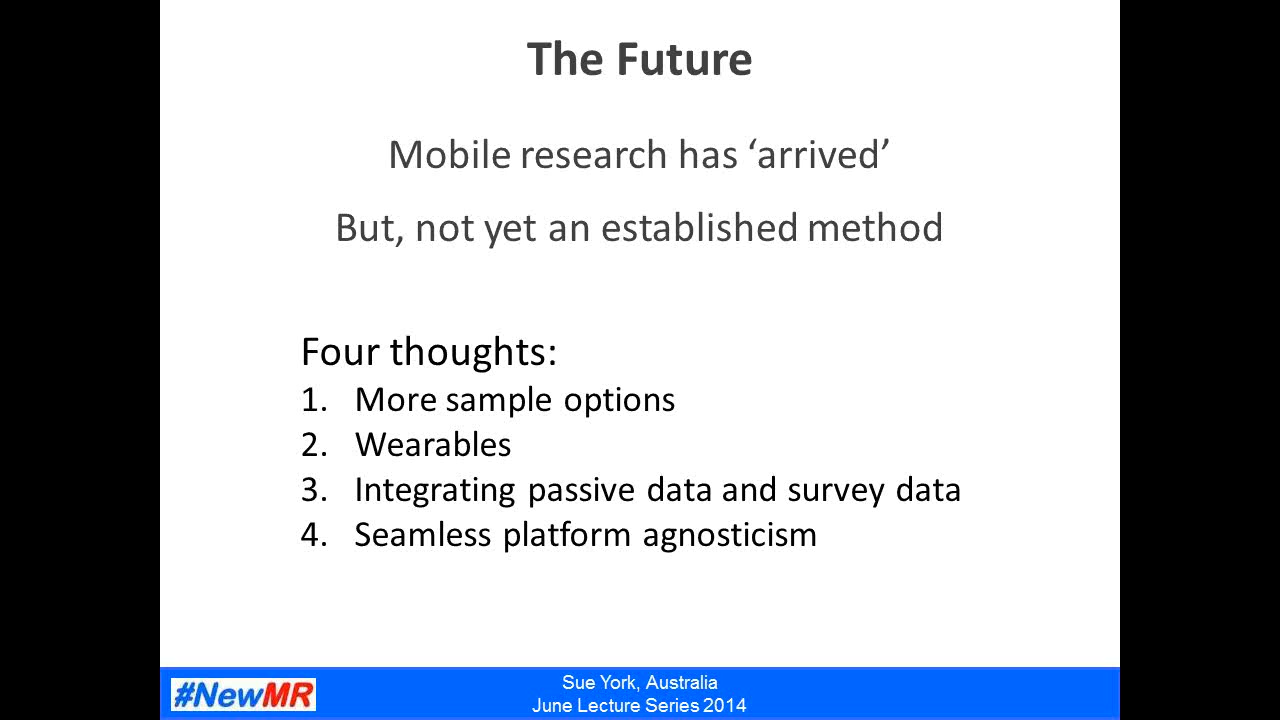 The Future
Mobile research has ‘arrived’
But, not yet an established method
Four thoughts:
1. More sample options
2. Wearables
3. Integrating passive data and survey data
4. Seamless platform agnosticism
#NewMR
Sue York, Australia
June Lecture Series 2014